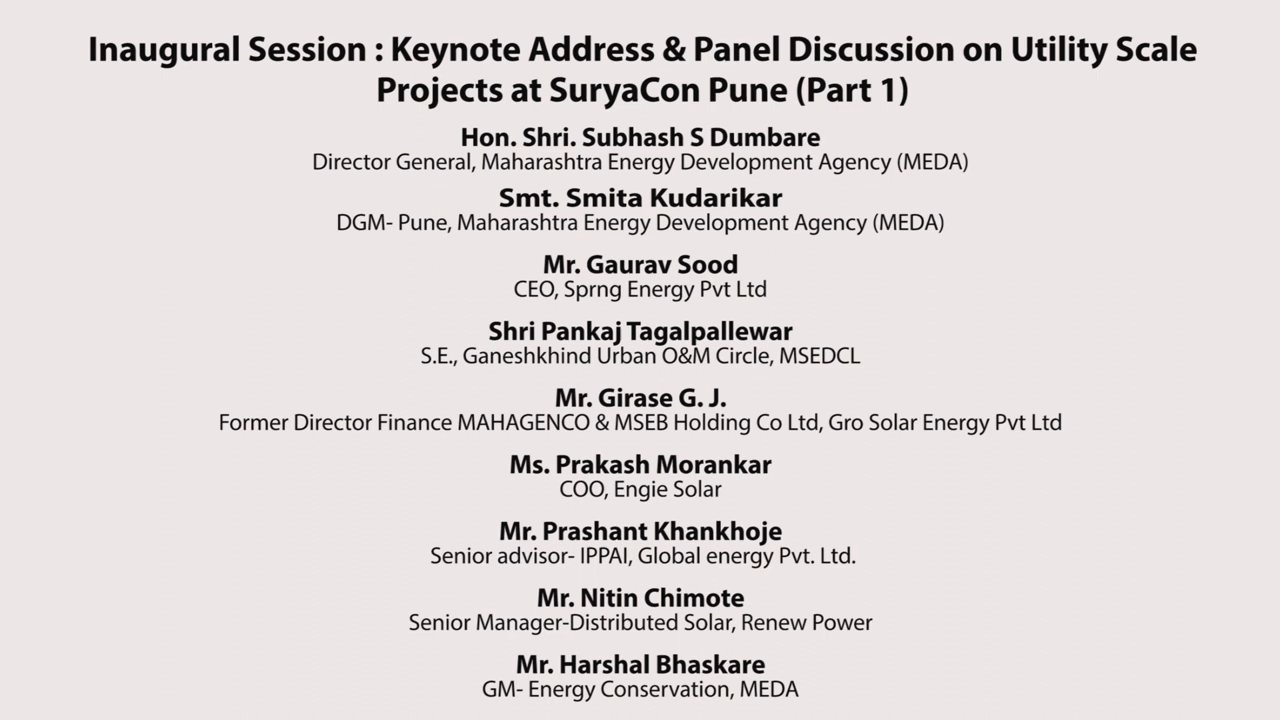 Inaugural Session : Keynote Address & Panel Discussion on Utility Scale
Projects at SuryaCon Pune (Part 1)
Hon. Shri. Subhash S Dumbare
Director General, Maharashtra Energy Development Agency (MEDA)
Smt. Smita Kudarikar
DGM- Pune, Maharashtra Energy Development Agency (MEDA)
Mr. Gaurav Sood
CEO, Sprng Energy Pvt Ltd
Shri Pankaj Tagalpallewar
S.E., Ganeshkhind Urban O&M Circle, MSEDCL
Mr. Girase G. J.
Former Director Finance MAHAGENCO & MSEB Holding Co Ltd, Gro Solar Energy Pvt Ltd
Ms. Prakash Morankar
COO, Engie Solar
Mr. Prashant Khankhoje
Senior advisor- IPPAI, Global energy Pvt. Ltd.
Mr. Nitin Chimote
Senior Manager-Distributed Solar, Renew Power
Mr. Harshal Bhaskare
GM- Energy Conservation, MEDA